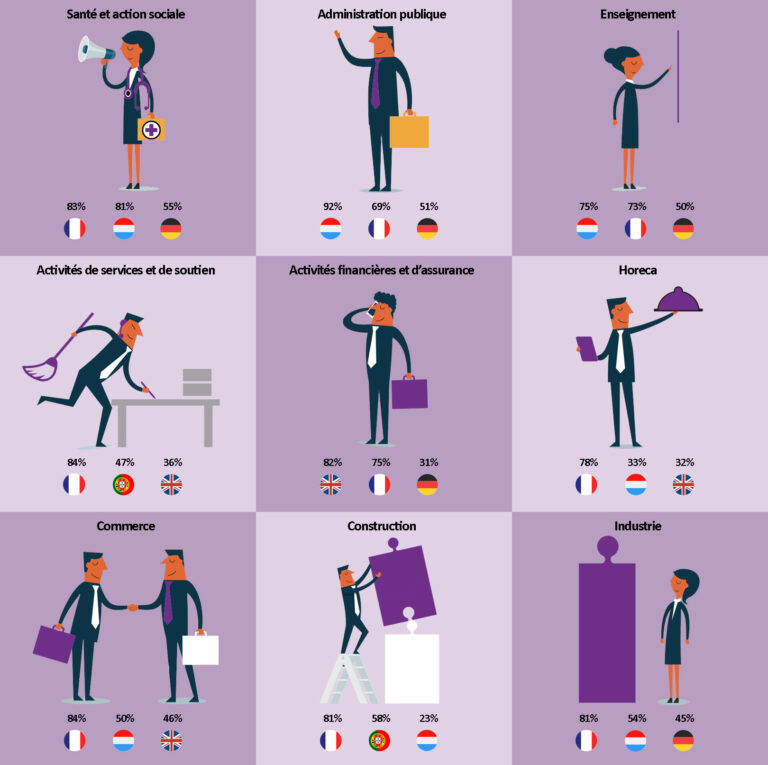 Santé et action sociale
Administration publique
Enseignement
83% 81% 55%
92% 69% 51%
75% 73% 50%
Activités de services et de soutien
Activités financières et d'assurance
Horeca
84% 47% 36%
82% 75% 31%
78% 33% 32%
Commerce
Construction
Industrie
84% 50% 46%
81% 58% 23%
81% 54% 45%